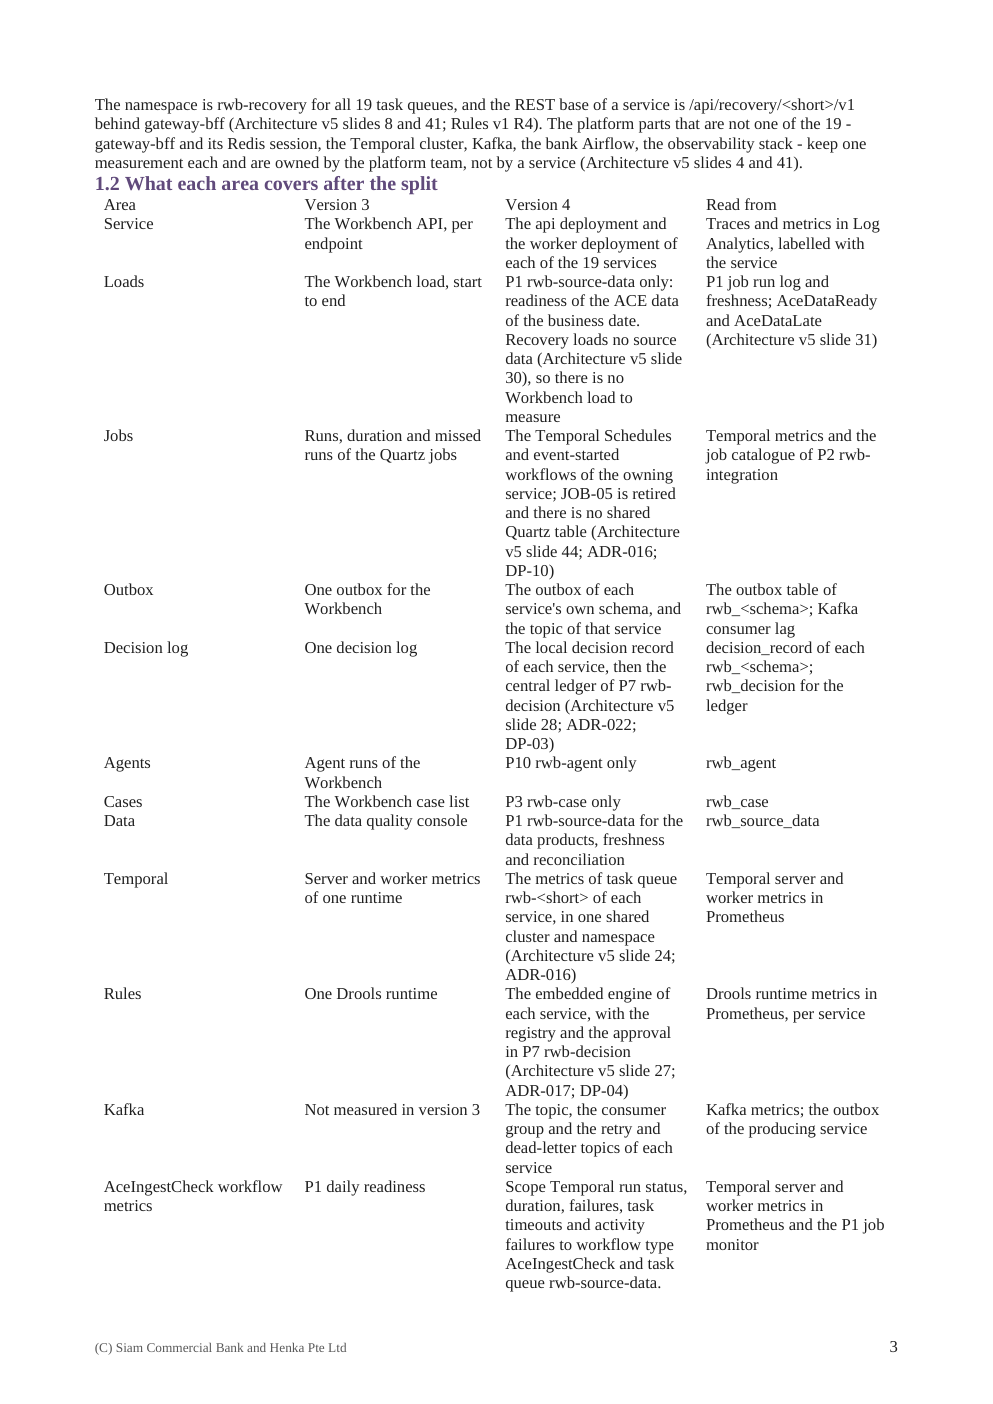 The namespace is rwb-recovery for all 19 task queues, and the REST base of a service is /api/recovery/<short>/v1
behind gateway-bff (Architecture v5 slides 8 and 41; Rules v1 R4). The platform parts that are not one of the 19 -
gateway-bff and its Redis session, the Temporal cluster, Kafka, the bank Airflow, the observability stack - keep one
measurement each and are owned by the platform team, not by a service (Architecture v5 slides 4 and 41).
1.2 What each area covers after the split
Area
Version 3
Version 4
Read from
Service
The Workbench API, per
endpoint
The api deployment and
the worker deployment of
each of the 19 services
Traces and metrics in Log
Analytics, labelled with
the service
Loads
The Workbench load, start
to end
P1 rwb-source-data only:
readiness of the ACE data
of the business date.
Recovery loads no source
data (Architecture v5 slide
30), so there is no
Workbench load to
measure
P1 job run log and
freshness; AceDataReady
and AceDataLate
(Architecture v5 slide 31)
Jobs
Runs, duration and missed
runs of the Quartz jobs
The Temporal Schedules
and event-started
workflows of the owning
service; JOB-05 is retired
and there is no shared
Quartz table (Architecture
v5 slide 44; ADR-016;
DP-10)
Temporal metrics and the
job catalogue of P2 rwb-
integration
Outbox
One outbox for the
Workbench
The outbox of each
service's own schema, and
the topic of that service
The outbox table of
rwb_<schema>; Kafka
consumer lag
Decision log
One decision log
The local decision record
of each service, then the
central ledger of P7 rwb-
decision (Architecture v5
slide 28; ADR-022;
DP-03)
decision_record of each
rwb_<schema>;
rwb_decision for the
ledger
Agents
Agent runs of the
Workbench
P10 rwb-agent only
rwb_agent
Cases
The Workbench case list
P3 rwb-case only
rwb_case
Data
The data quality console
P1 rwb-source-data for the
data products, freshness
and reconciliation
rwb_source_data
Temporal
Server and worker metrics
of one runtime
The metrics of task queue
rwb-<short> of each
service, in one shared
cluster and namespace
(Architecture v5 slide 24;
ADR-016)
Temporal server and
worker metrics in
Prometheus
Rules
One Drools runtime
The embedded engine of
each service, with the
registry and the approval
in P7 rwb-decision
(Architecture v5 slide 27;
ADR-017; DP-04)
Drools runtime metrics in
Prometheus, per service
Kafka
Not measured in version 3
The topic, the consumer
group and the retry and
dead-letter topics of each
service
Kafka metrics; the outbox
of the producing service
AceIngestCheck workflow
metrics
P1 daily readiness
Scope Temporal run status,
duration, failures, task
timeouts and activity
failures to workflow type
AceIngestCheck and task
queue rwb-source-data.
Temporal server and
worker metrics in
Prometheus and the P1 job
monitor
(C) Siam Commercial Bank and Henka Pte Ltd
3